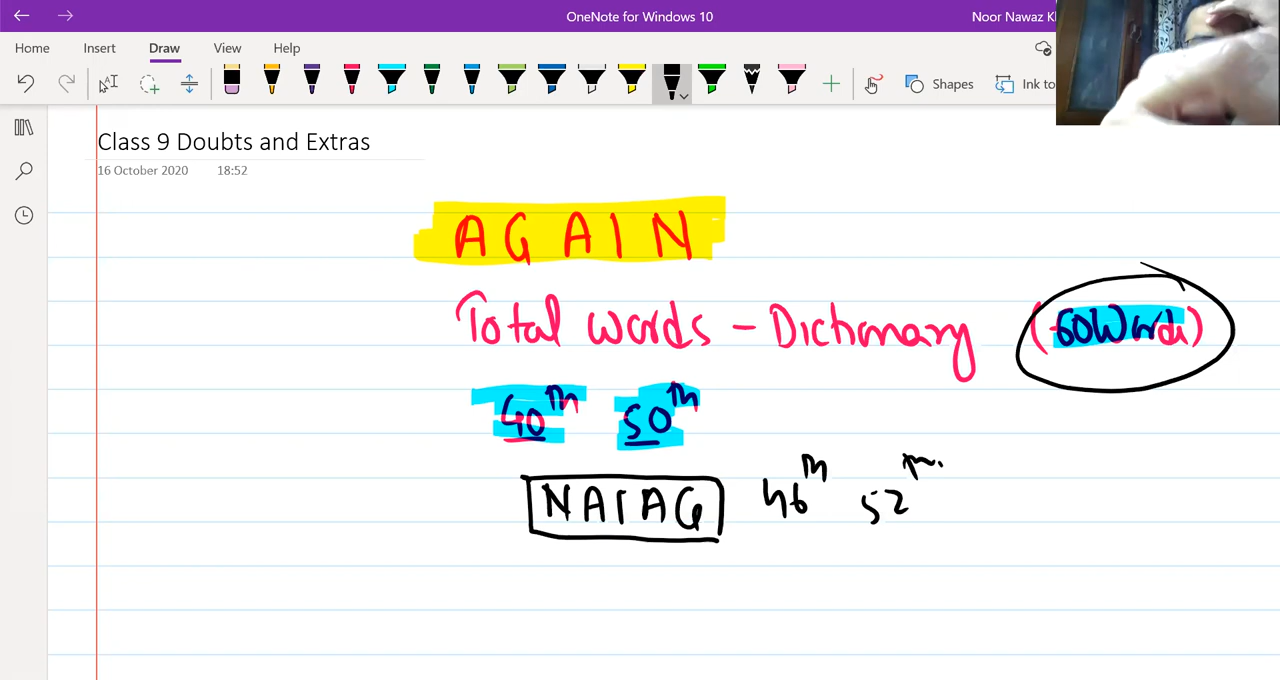 OneNote for Windows 10
Noor Nawaz Kh
Home Insert Draw View Help
Shapes Ink to
Class 9 Doubts and Extras
16 October 2020 18:52
AGAIN
Total words - Dictionary (60 Words)
40th 50th
NAIAG 46th 52